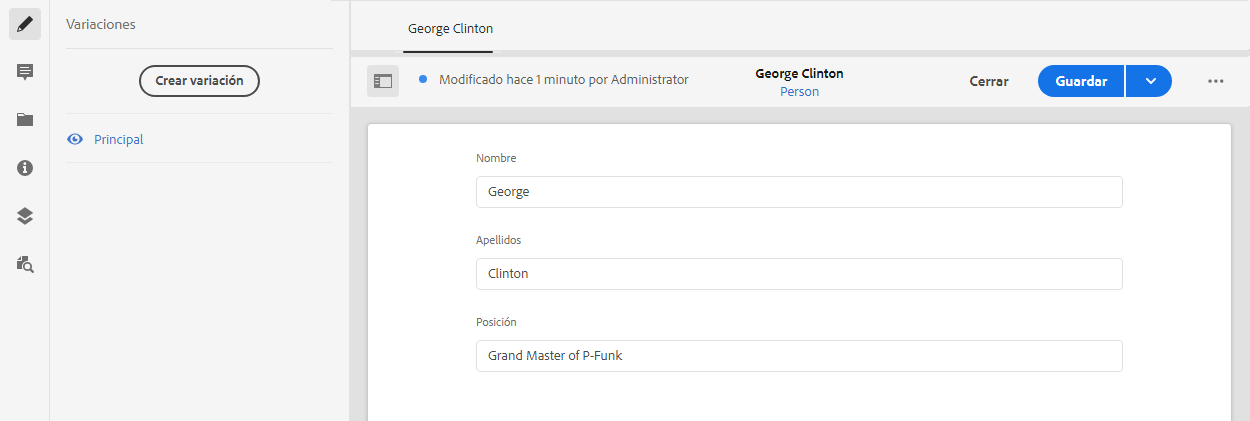 Variaciones
Crear variación
Principal
George Clinton
Modificado hace 1 minuto por Administrator
George Clinton
Person
Cerrar
Guardar
Nombre
George
Apellidos
Clinton
Posición
Grand Master of P-Funk